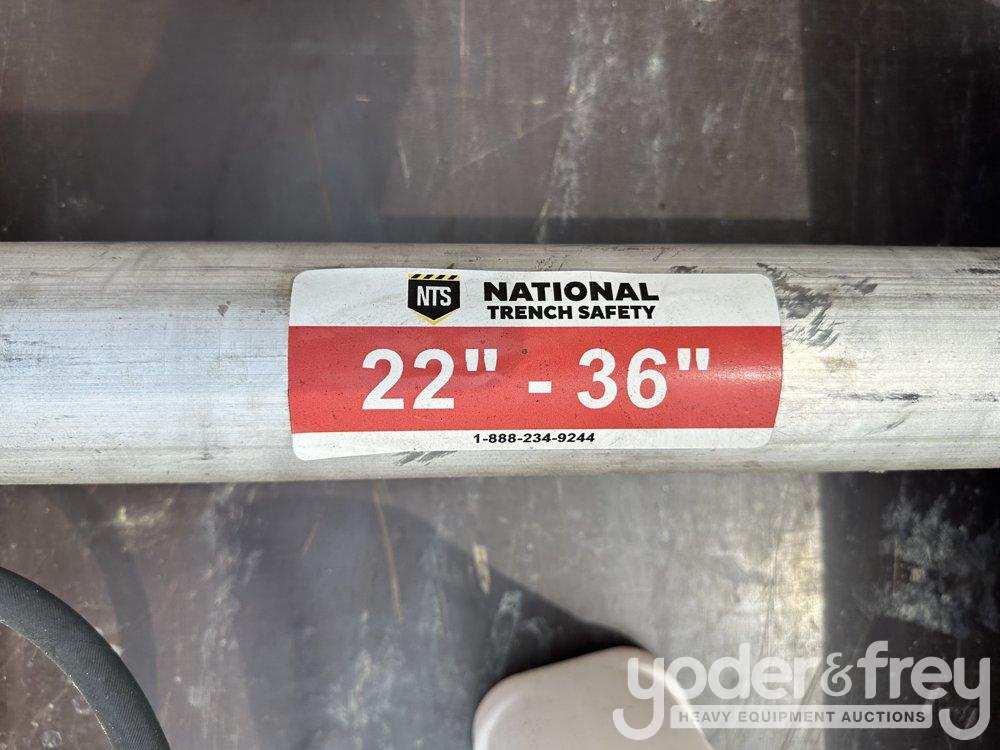 NTS
NATIONAL
TRENCH SAFETY
22" - 36"
1-888-234-9244
yoder&frey
HEAVY EQUIPMENT AUCTIONS